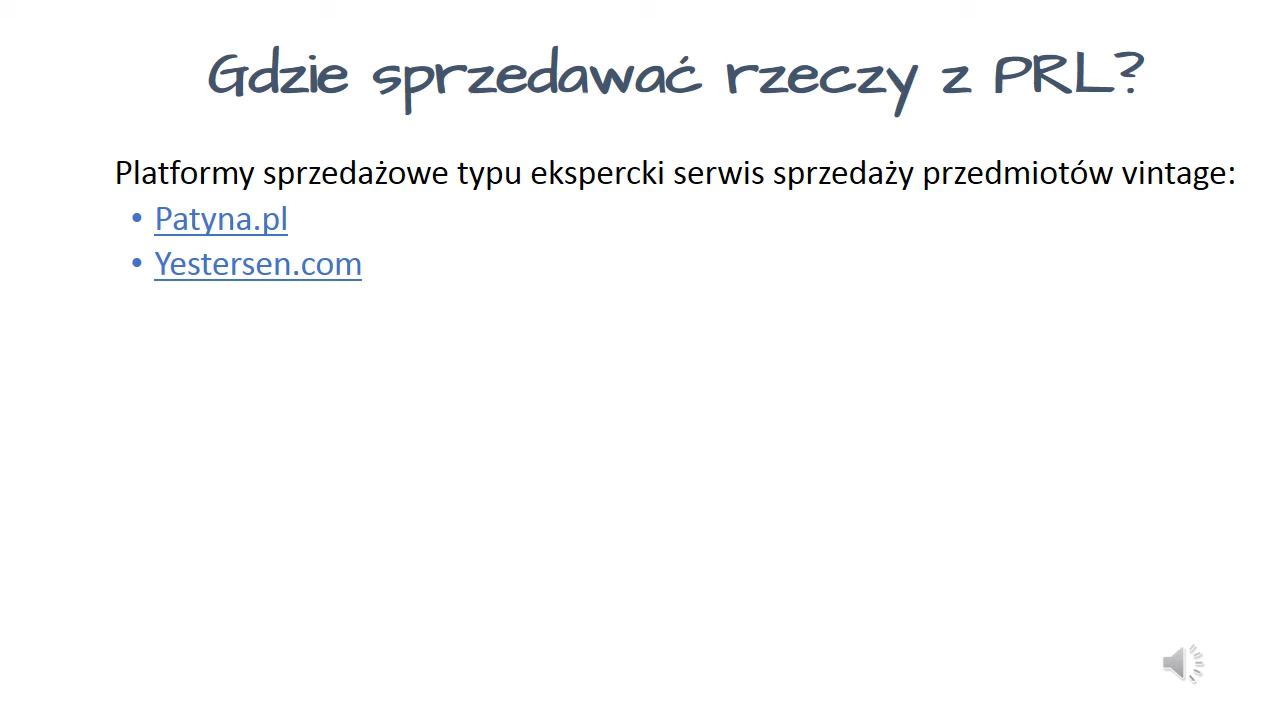 Gdzie sprzedawać rzeczy z PRL?
Platformy sprzedażowe typu ekspercki serwis sprzedaży przedmiotów vintage:
• Patyna.pl
• Yestersen.com